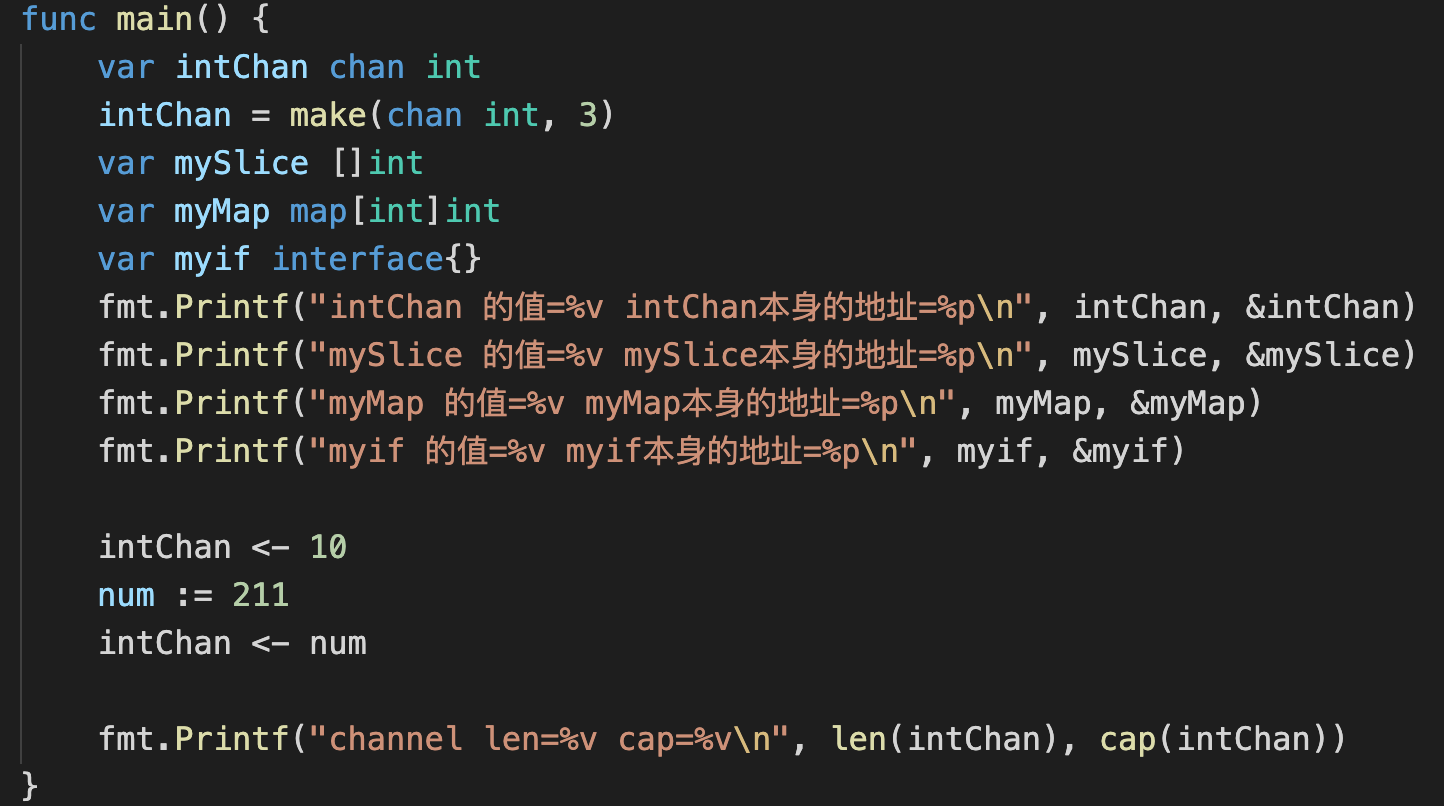 func main() {
    var intChan chan int
    intChan = make(chan int, 3)
    var mySlice []int
    var myMap map[int]int
    var myif interface{}
    fmt.Printf("intChan 的值=%v intChan本身的地址=%p\n", intChan, &intChan)
    fmt.Printf("mySlice 的值=%v mySlice本身的地址=%p\n", mySlice, &mySlice)
    fmt.Printf("myMap 的值=%v myMap本身的地址=%p\n", myMap, &myMap)
    fmt.Printf("myif 的值=%v myif本身的地址=%p\n", myif, &myif)

    intChan <- 10
    num := 211
    intChan <- num

    fmt.Printf("channel len=%v cap=%v\n", len(intChan), cap(intChan))
}